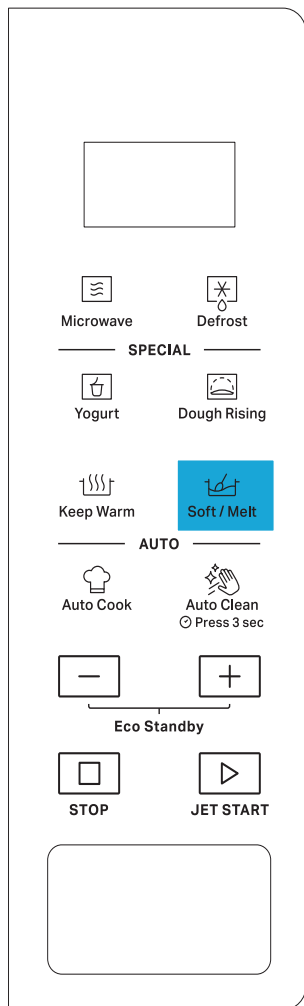 Microwave
Defrost
SPECIAL
Yogurt
Dough Rising
Keep Warm
Soft / Melt
AUTO
Auto Cook
Auto Clean
Press 3 sec
Eco Standby
STOP
JET START